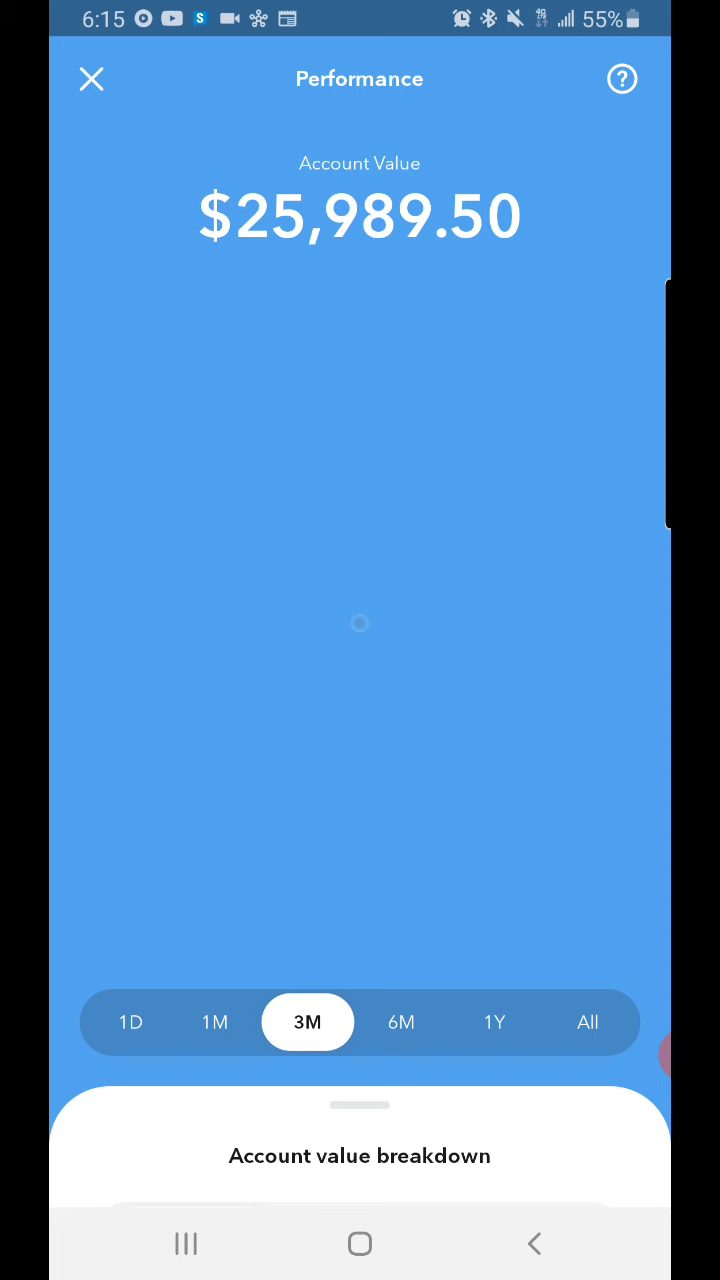 6:15 S 55%
Performance
Account Value
$25,989.50
1D 1M 3M 6M 1Y All
Account value breakdown